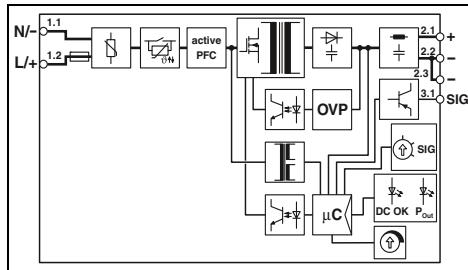 N/-
1.1
L/+
1.2
ϑ
active
PFC
2.1
+
2.2
-
2.3
-
3.1
SIG
OVP
SIG
µC
DC OK
POut